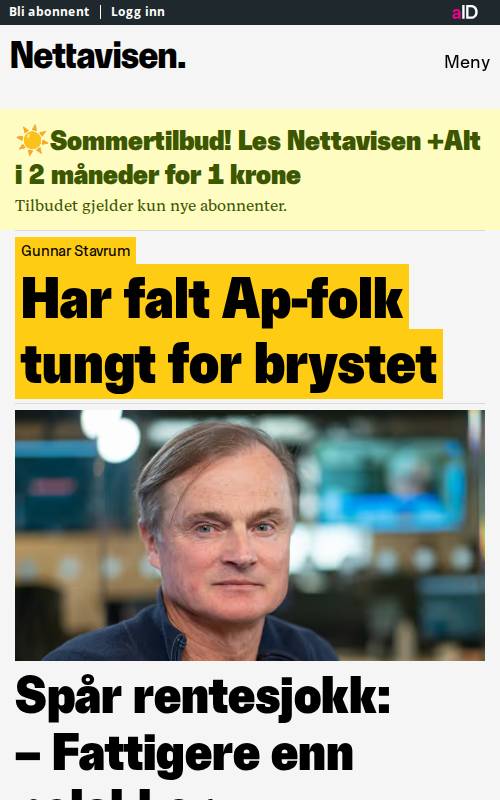 Bli abonnent | Logg inn
aID
Nettavisen.
Meny
☀️Sommertilbud! Les Nettavisen +Alt
i 2 måneder for 1 krone
Tilbudet gjelder kun nye abonnenter.
Gunnar Stavrum
Har falt Ap-folk
tungt for brystet
Spår rentesjokk:
– Fattigere enn